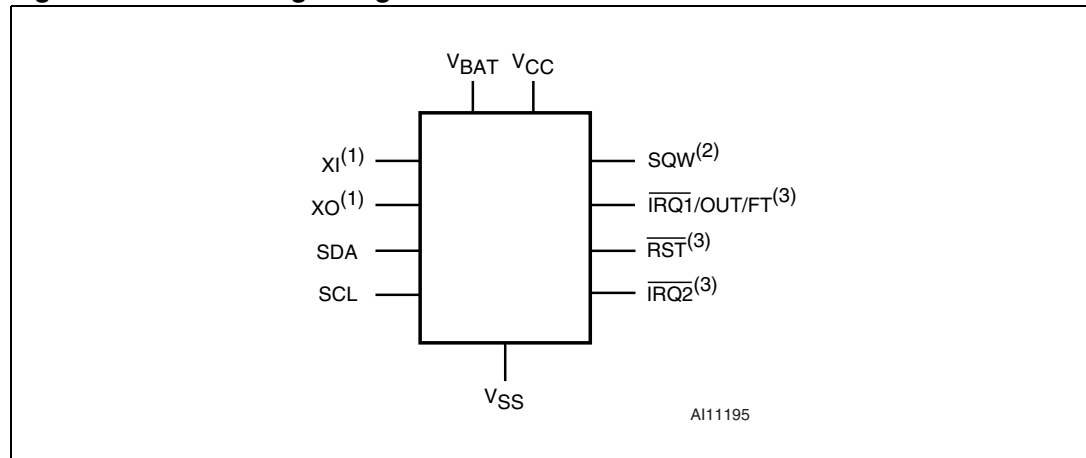 VBAT VCC
XI(1)
XO(1)
SDA
SCL
SQW(2)
IRQ1/OUT/FT(3)
RST(3)
IRQ2(3)
VSS
AI11195